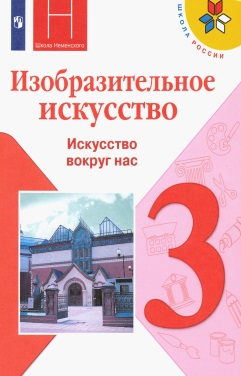 Школа Неменского
ШКОЛА РОССИИ
Изобразительное
искусство
Искусство
вокруг нас
3